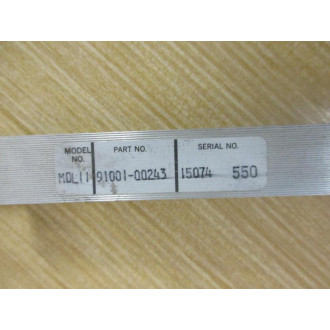 MODEL NO. PART NO. SERIAL NO.
MDL11 91001-00243 15074 550